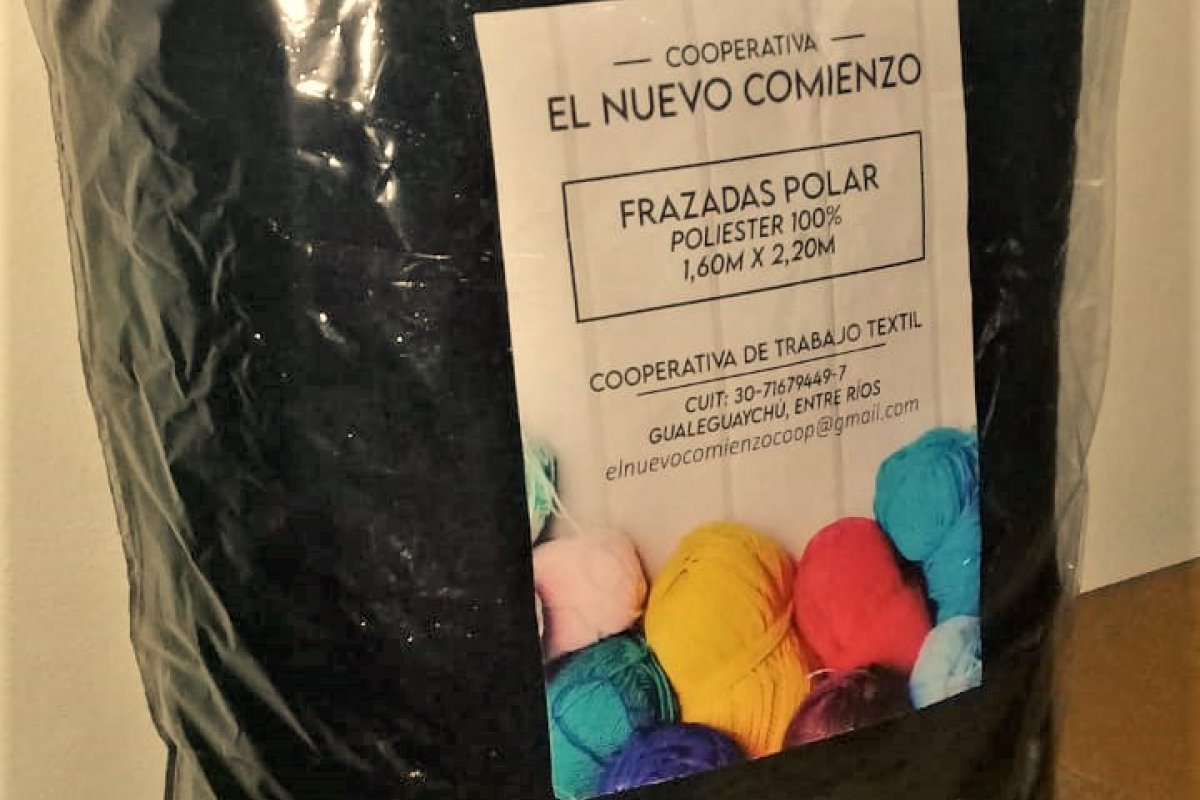 COOPERATIVA
EL NUEVO COMIENZO
FRAZADAS POLAR
POLIESTER 100%
1,60M X 2,20M
COOPERATIVA DE TRABAJO TEXTIL
CUIT: 30-71679449-7
GUALEGUAYCHÚ, ENTRE RÍOS
elnuevocomienzocoop@gmail.com